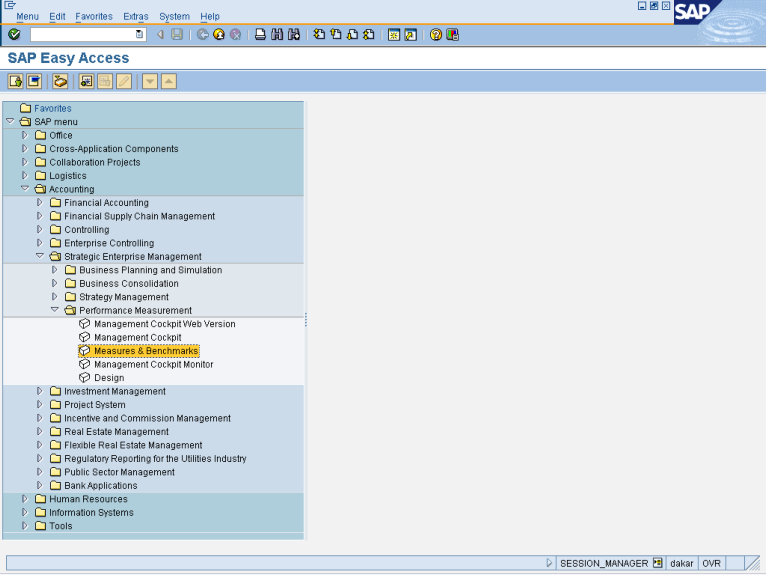 Menu Edit Favorites Extras System Help
SAP
SAP Easy Access
Favorites
SAP menu
Office
Cross-Application Components
Collaboration Projects
Logistics
Accounting
Financial Accounting
Financial Supply Chain Management
Controlling
Enterprise Controlling
Strategic Enterprise Management
Business Planning and Simulation
Business Consolidation
Strategy Management
Performance Measurement
Management Cockpit Web Version
Management Cockpit
Measures & Benchmarks
Management Cockpit Monitor
Design
Investment Management
Project System
Incentive and Commission Management
Real Estate Management
Flexible Real Estate Management
Regulatory Reporting for the Utilities Industry
Public Sector Management
Bank Applications
Human Resources
Information Systems
Tools
SESSION_MANAGER dakar OVR